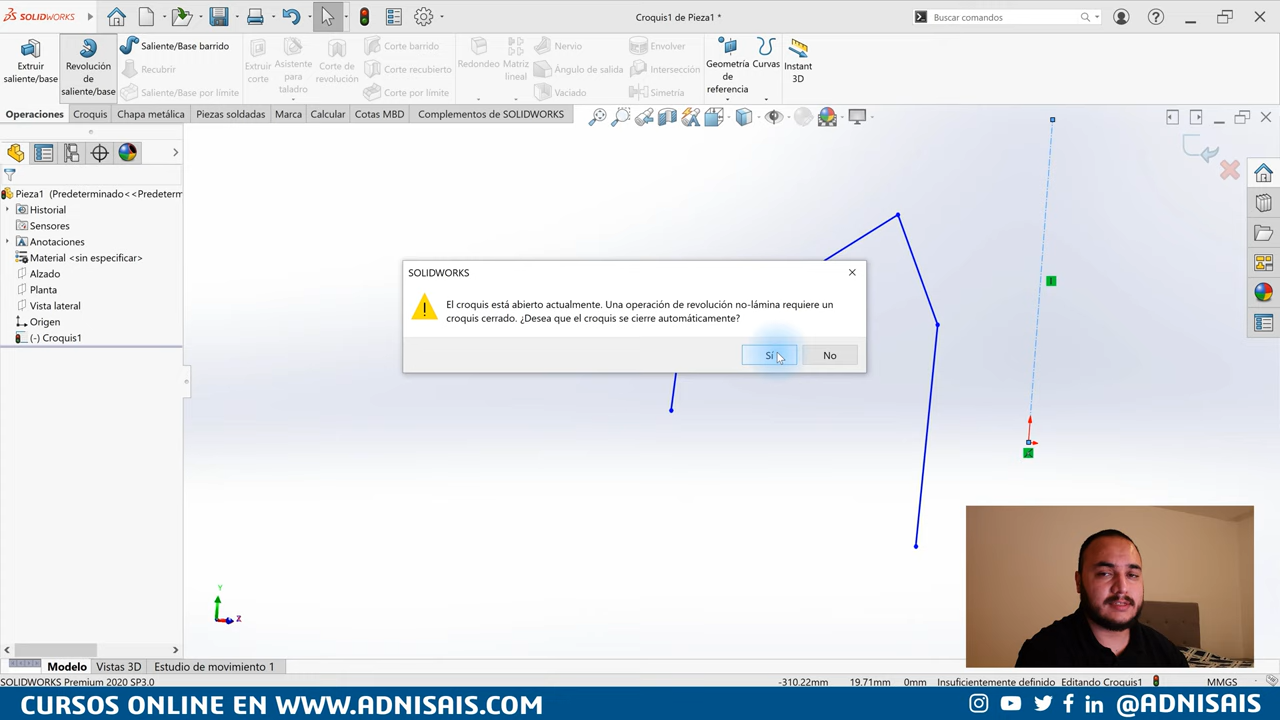 SOLIDWORKS
Croquis1 de Pieza1 *
Buscar comandos
Extruir saliente/base
Revolución de saliente/base
Saliente/Base barrido
Recubrir
Saliente/Base por límite
Extruir corte
Asistente para taladro
Corte de revolución
Corte barrido
Corte recubierto
Corte por límite
Redondeo
Matriz lineal
Nervio
Ángulo de salida
Vaciado
Envolver
Intersección
Simetría
Geometría de referencia
Curvas
Instant 3D
Operaciones
Croquis
Chapa metálica
Piezas soldadas
Marca
Calcular
Cotas MBD
Complementos de SOLIDWORKS
Pieza1 (Predeterminado<<Predeterm
Historial
Sensores
Anotaciones
Material <sin especificar>
Alzado
Planta
Vista lateral
Origen
(-) Croquis1
SOLIDWORKS
El croquis está abierto actualmente. Una operación de revolución no-lámina requiere un
croquis cerrado. ¿Desea que el croquis se cierre automáticamente?
Sí
No
Y
Z
Modelo
Vistas 3D
Estudio de movimiento 1
SOLIDWORKS Premium 2020 SP3.0
-310.22mm
19.71mm
0mm
Insuficientemente definido
Editando Croquis1
MMGS
CURSOS ONLINE EN WWW.ADNISAIS.COM
@ADNISAIS